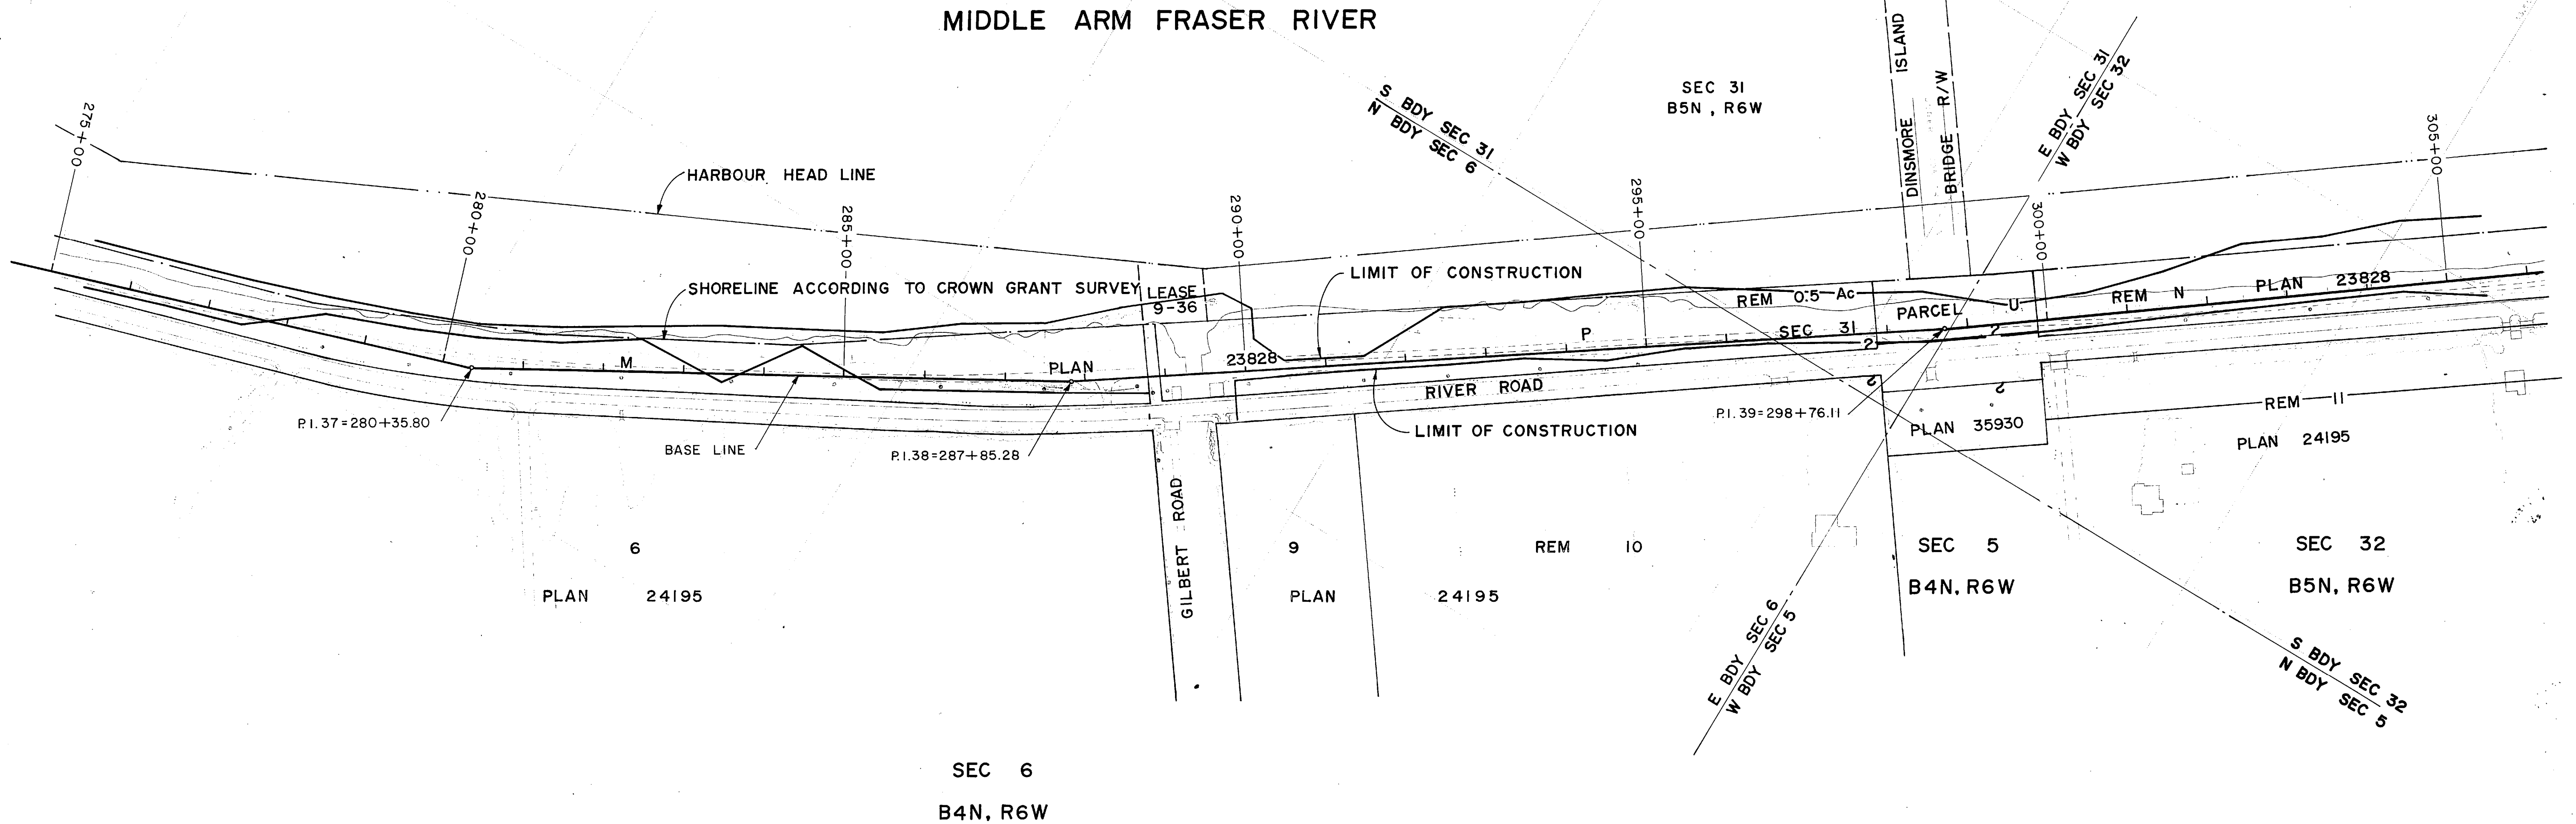 MIDDLE ARM FRASER RIVER
275+00
280+00
285+00
290+00
295+00
300+00
305+00
HARBOUR HEAD LINE
SHORELINE ACCORDING TO CROWN GRANT SURVEY
LEASE
9-36
LIMIT OF CONSTRUCTION
S BDY SEC 31
N BDY SEC 6
SEC 31
B5N, R6W
DINSMORE ISLAND
BRIDGE R/W
E BDY SEC 31
W BDY SEC 32
REM 0.5 Ac
PARCEL U
REM N PLAN 23828
M PLAN
23828
P SEC 31
2
2
2
2
RIVER ROAD
P.I.37=280+35.80
BASE LINE
P.I.38=287+85.28
LIMIT OF CONSTRUCTION
P.I.39=298+76.11
PLAN 35930
REM 11
PLAN 24195
GILBERT ROAD
6
PLAN 24195
9
PLAN
REM 10
24195
SEC 5
B4N, R6W
SEC 32
B5N, R6W
E BDY SEC 6
W BDY SEC 5
S BDY SEC 32
N BDY SEC 5
SEC 6
B4N, R6W